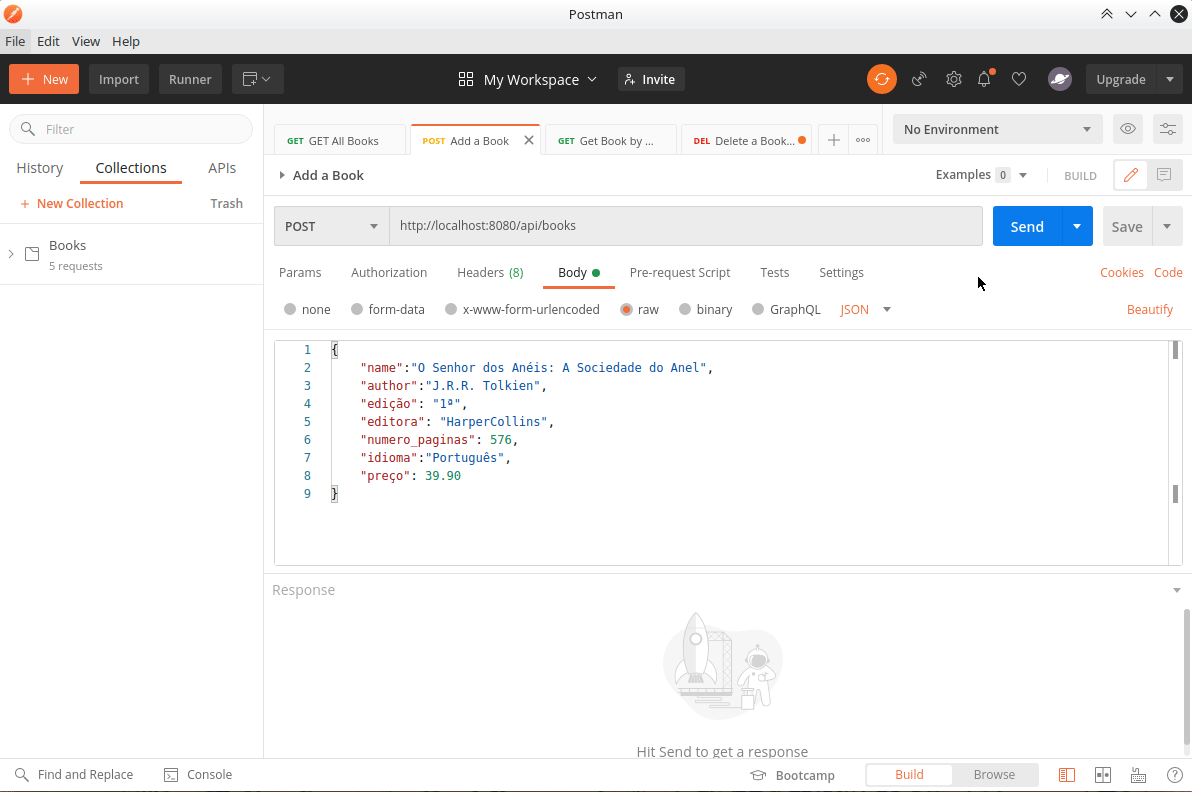 Postman
File Edit View Help
New Import Runner My Workspace Invite Upgrade
Filter
History Collections APIs
+ New Collection Trash
Books
5 requests
GET GET All Books POST Add a Book GET Get Book by ... DEL Delete a Book... No Environment
Add a Book Examples 0 BUILD
POST http://localhost:8080/api/books Send Save
Params Authorization Headers (8) Body Pre-request Script Tests Settings Cookies Code
none form-data x-www-form-urlencoded raw binary GraphQL JSON Beautify
1 {
2 "name":"O Senhor dos Anéis: A Sociedade do Anel",
3 "author":"J.R.R. Tolkien",
4 "edição": "1ª",
5 "editora": "HarperCollins",
6 "numero_paginas": 576,
7 "idioma":"Português",
8 "preço": 39.90
9 }
Response
Hit Send to get a response
Find and Replace Console Bootcamp Build Browse